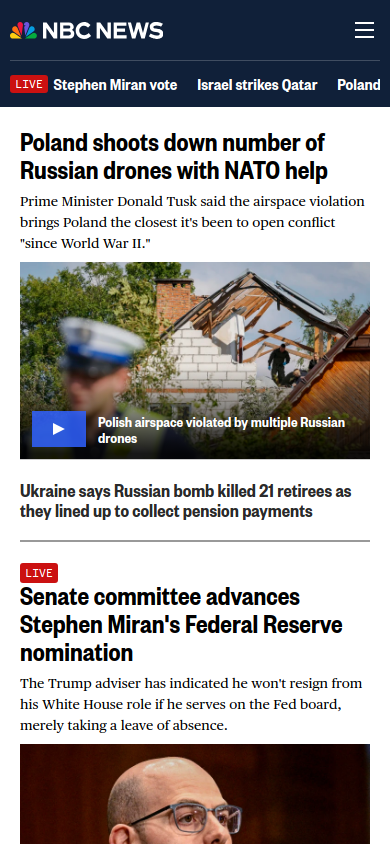 NBC NEWS
LIVE Stephen Miran vote Israel strikes Qatar Poland
Poland shoots down number of
Russian drones with NATO help
Prime Minister Donald Tusk said the airspace violation
brings Poland the closest it's been to open conflict
"since World War II."
Polish airspace violated by multiple Russian
drones
Ukraine says Russian bomb killed 21 retirees as
they lined up to collect pension payments
LIVE
Senate committee advances
Stephen Miran's Federal Reserve
nomination
The Trump adviser has indicated he won't resign from
his White House role if he serves on the Fed board,
merely taking a leave of absence.